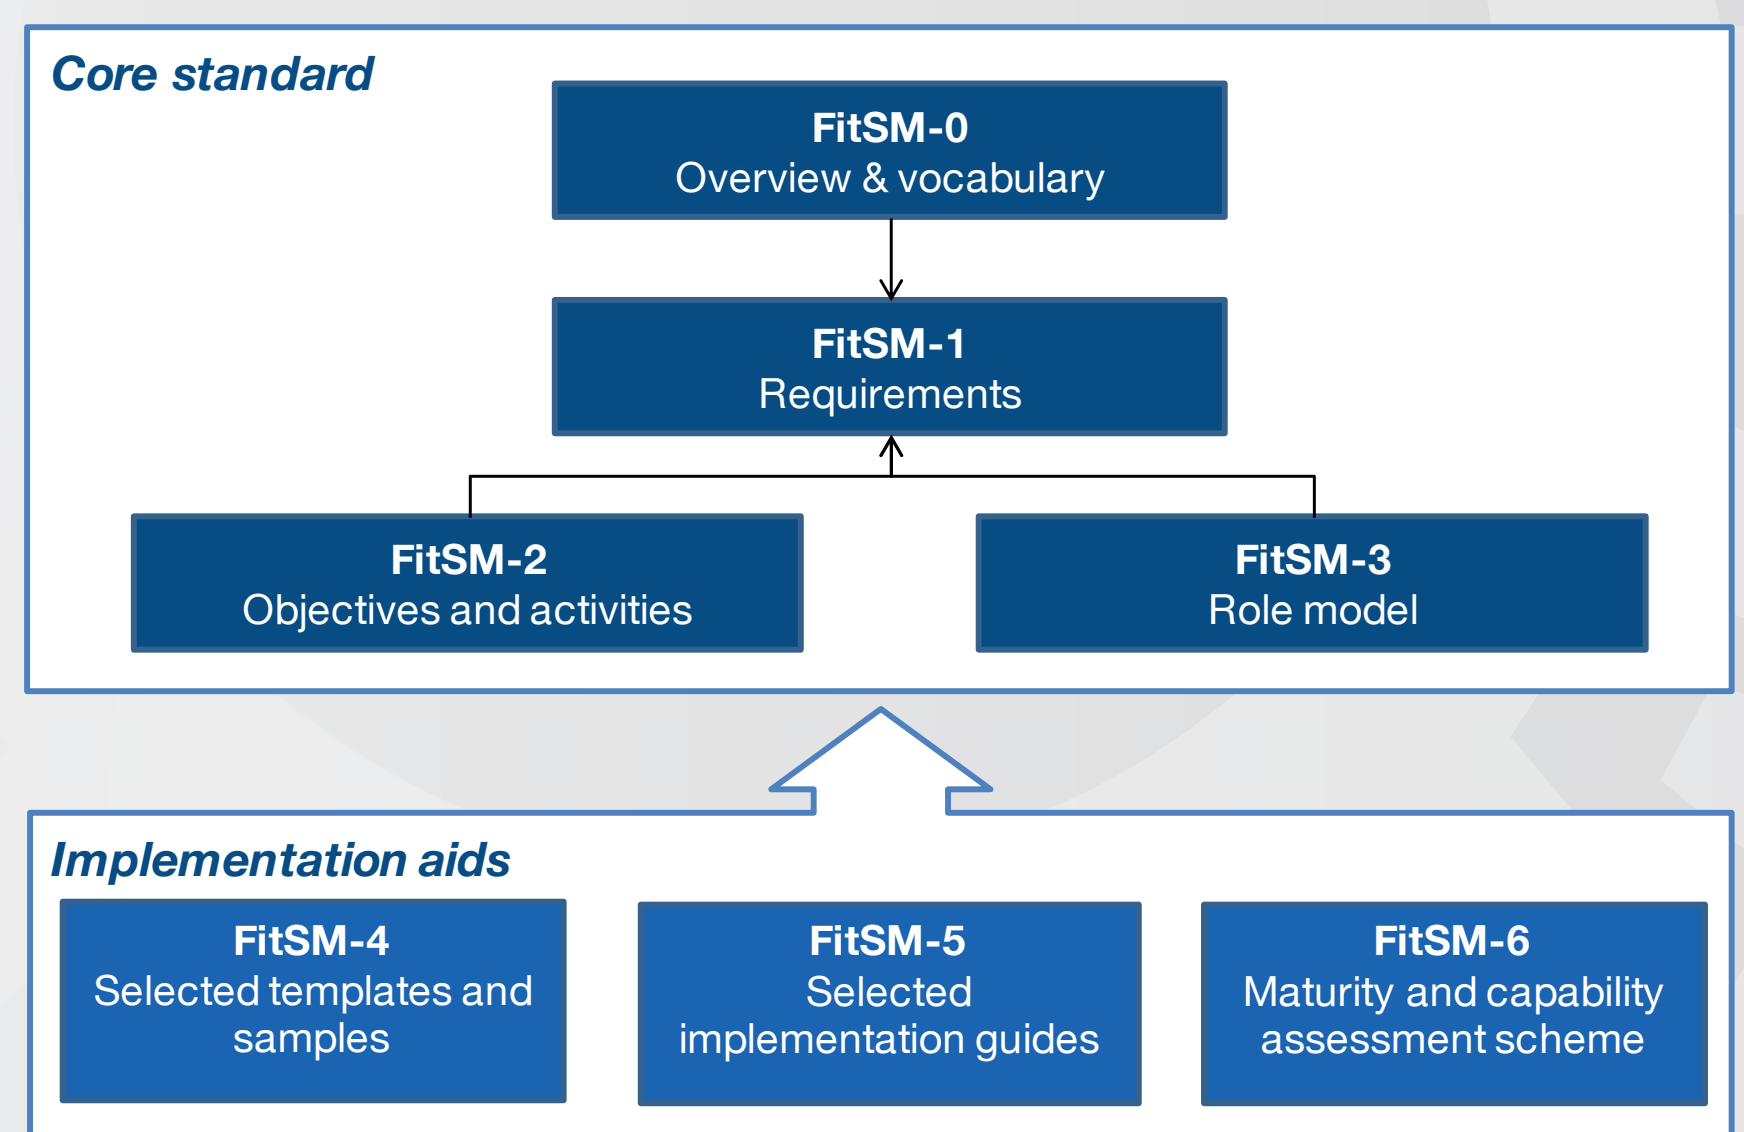 Core standard
FitSM-0
Overview & vocabulary
FitSM-1
Requirements
FitSM-2
Objectives and activities
FitSM-3
Role model
Implementation aids
FitSM-4
Selected templates and
samples
FitSM-5
Selected
implementation guides
FitSM-6
Maturity and capability
assessment scheme